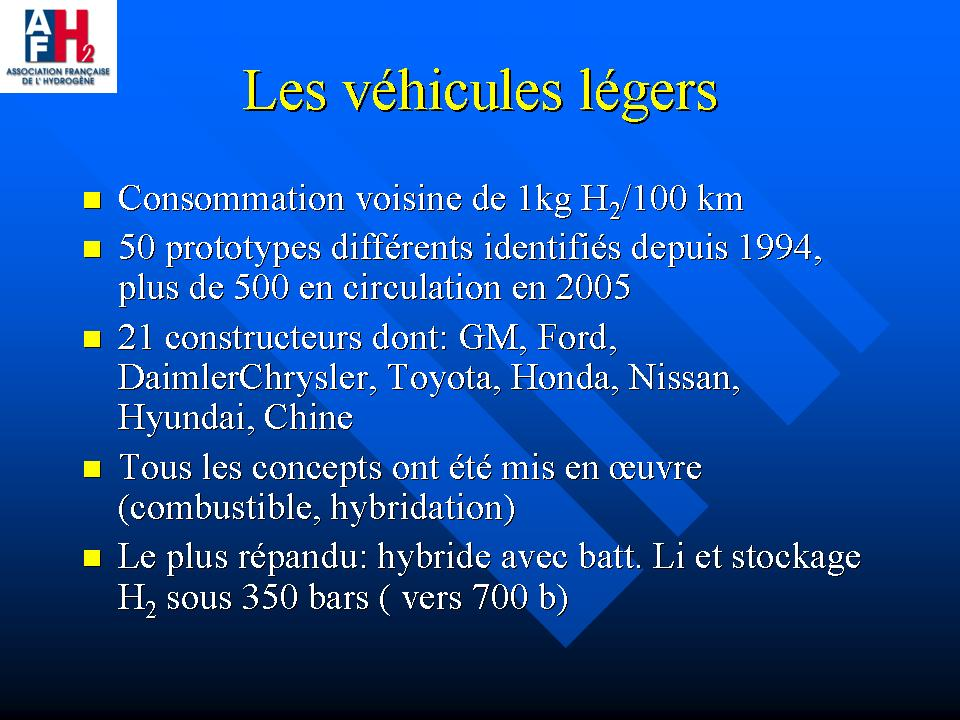 AFH2
ASSOCIATION FRANÇAISE
DE L' HYDROGÈNE
Les véhicules légers
Consommation voisine de 1kg H₂/100 km
50 prototypes différents identifiés depuis 1994,
plus de 500 en circulation en 2005
21 constructeurs dont: GM, Ford,
DaimlerChrysler, Toyota, Honda, Nissan,
Hyundai, Chine
Tous les concepts ont été mis en œuvre
(combustible, hybridation)
Le plus répandu: hybride avec batt. Li et stockage
H₂ sous 350 bars ( vers 700 b)